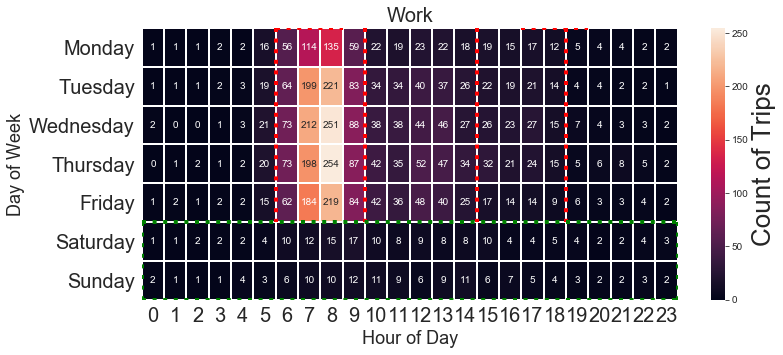 Work
Monday 1 1 1 2 2 16 56 114 135 59 22 19 23 22 18 19 15 17 12 5 4 4 2 2
Tuesday 1 1 1 2 3 19 64 199 221 83 34 34 40 37 26 22 19 21 14 4 4 2 2 1
Wednesday 2 0 0 1 3 21 73 212 251 88 38 38 44 46 27 26 23 27 15 7 4 3 3 2
Thursday 0 1 2 1 2 20 73 198 254 87 42 35 52 47 34 32 21 24 15 5 6 8 5 2
Friday 1 2 1 2 2 15 62 184 219 84 42 36 48 40 25 17 14 14 9 6 3 3 4 2
Saturday 1 1 2 2 2 4 10 12 15 17 10 8 9 8 8 10 4 4 5 4 2 2 4 3
Sunday 2 1 1 1 4 3 6 10 10 12 11 9 6 9 11 6 7 5 4 3 2 2 3 2
0 1 2 3 4 5 6 7 8 9 10 11 12 13 14 15 16 17 18 19 20 21 22 23
Hour of Day
Day of Week
250
200
150
100
50
0
Count of Trips